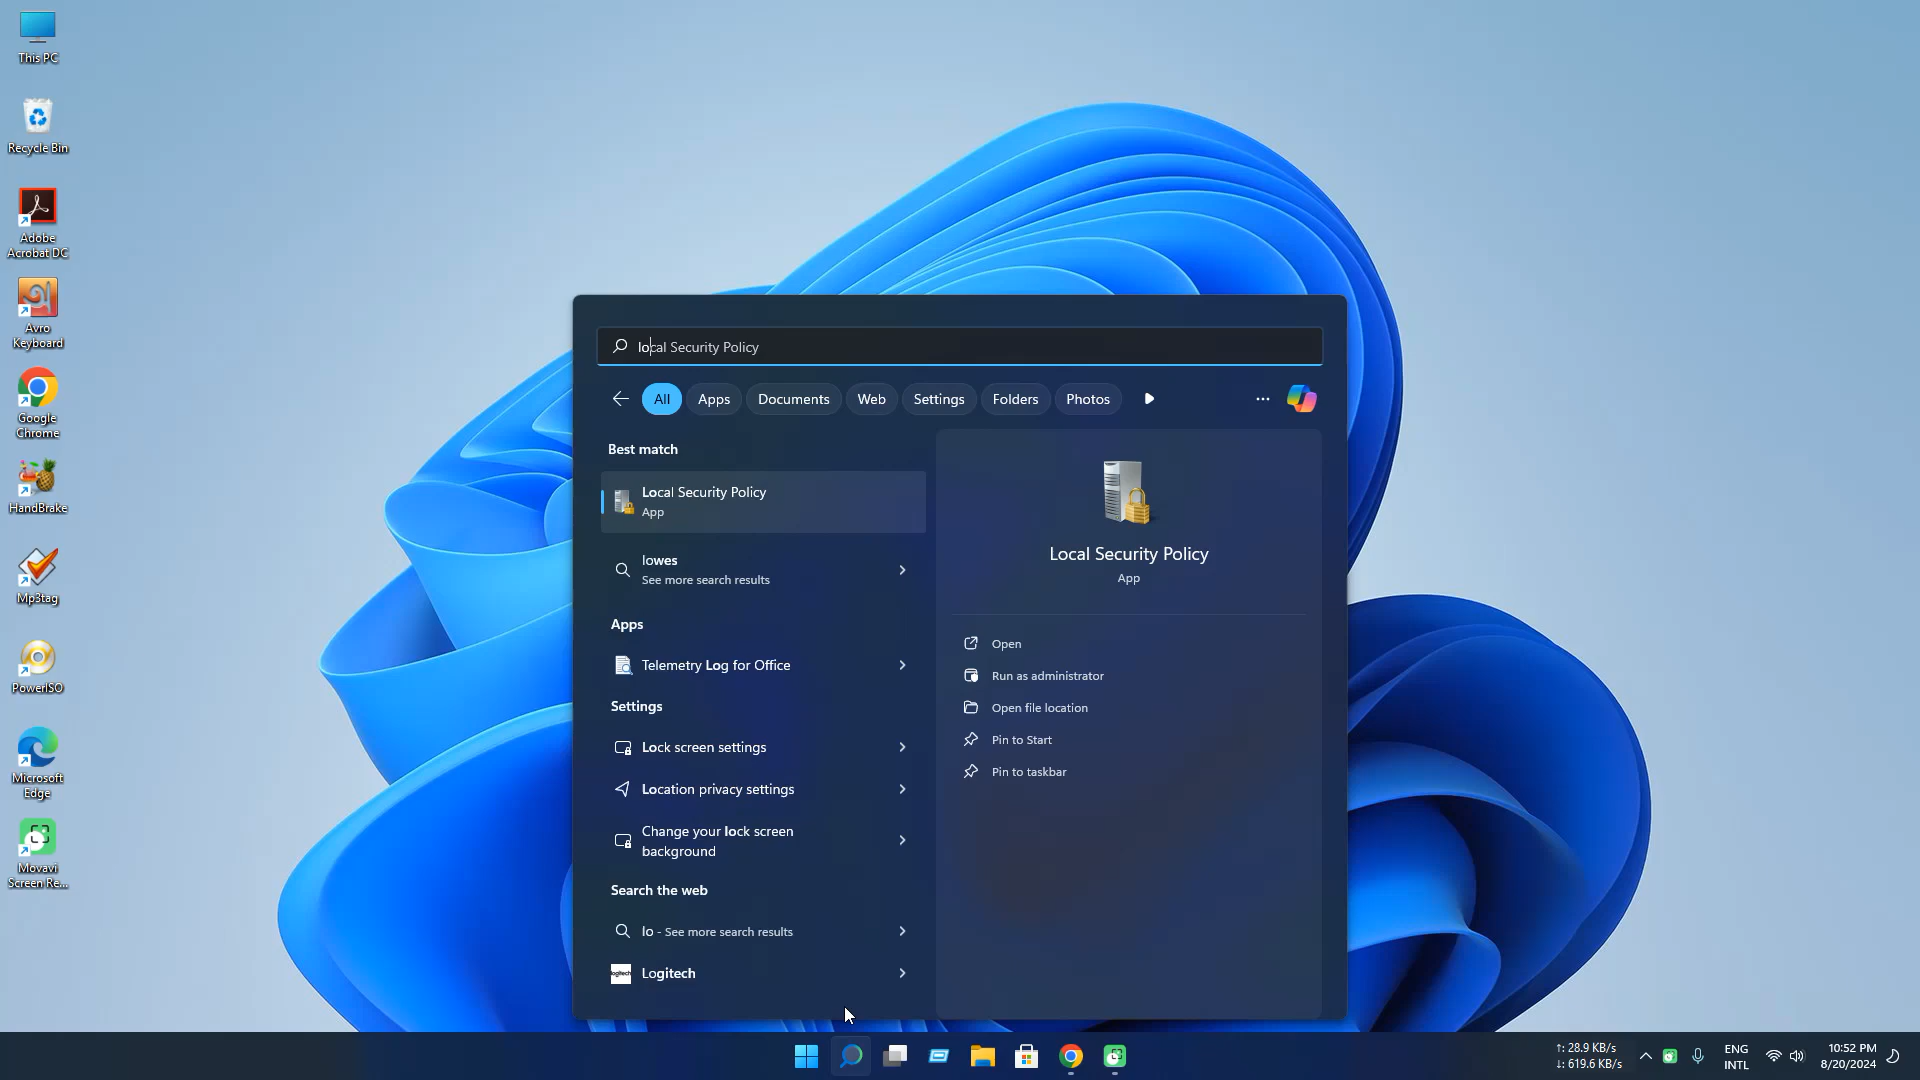 This PC
Recycle Bin
Adobe
Acrobat DC
Avro
Keyboard
Google
Chrome
HandBrake
Mp3tag
PowerISO
Microsoft
Edge
Movavi
Screen Re...
local Security Policy
All
Apps
Documents
Web
Settings
Folders
Photos
Best match
Local Security Policy
App
lowes
See more search results
Apps
Telemetry Log for Office
Settings
Lock screen settings
Location privacy settings
Change your lock screen
background
Search the web
lo - See more search results
logitech
Logitech
Local Security Policy
App
Open
Run as administrator
Open file location
Pin to Start
Pin to taskbar
↑: 28.9 KB/s
↓: 619.6 KB/s
ENG
INTL
10:52 PM
8/20/2024